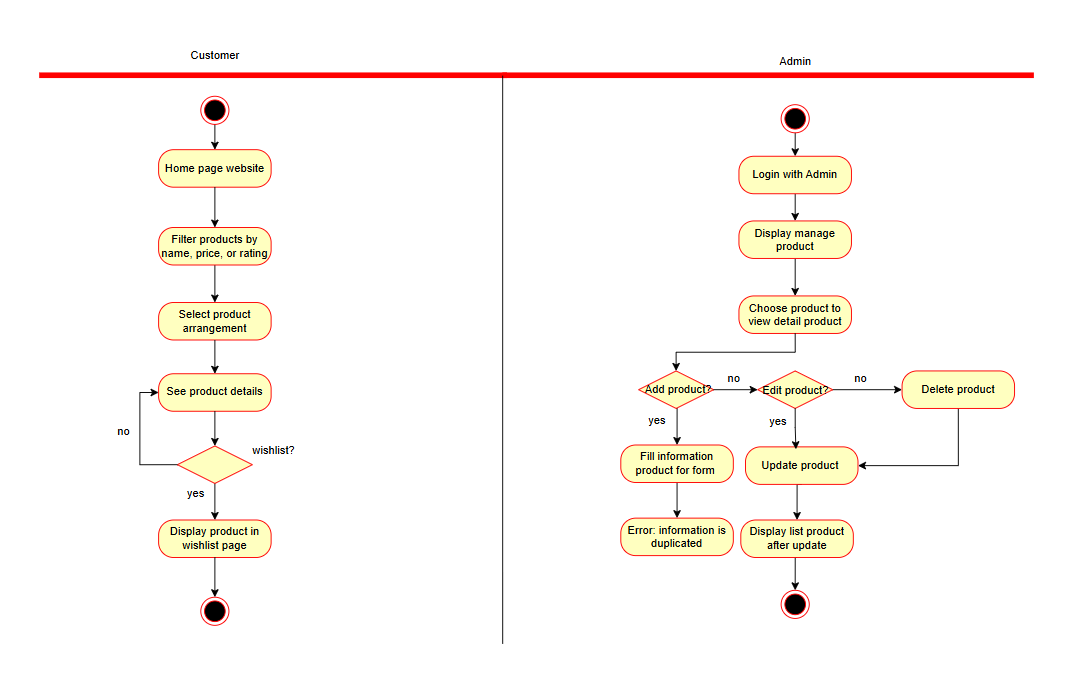 Customer
Admin
Home page website
Filter products by
name, price, or rating
Select product
arrangement
See product details
no
wishlist?
yes
Display product in
wishlist page
Login with Admin
Display manage
product
Choose product to
view detail product
Add product?
no
Edit product?
no
Delete product
yes
yes
Fill information
product for form
Update product
Error: information is
duplicated
Display list product
after update